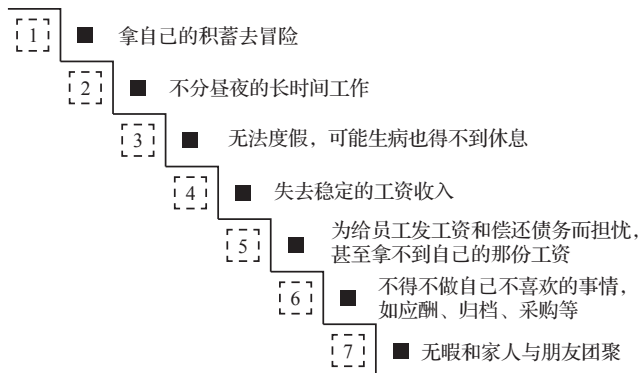 1 ■ 拿自己的积蓄去冒险
2 ■ 不分昼夜的长时间工作
3 ■ 无法度假，可能生病也得不到休息
4 ■ 失去稳定的工资收入
5 ■ 为给员工发工资和偿还债务而担忧，
甚至拿不到自己的那份工资
6 ■ 不得不做自己不喜欢的事情，
如应酬、归档、采购等
7 ■ 无暇和家人与朋友团聚